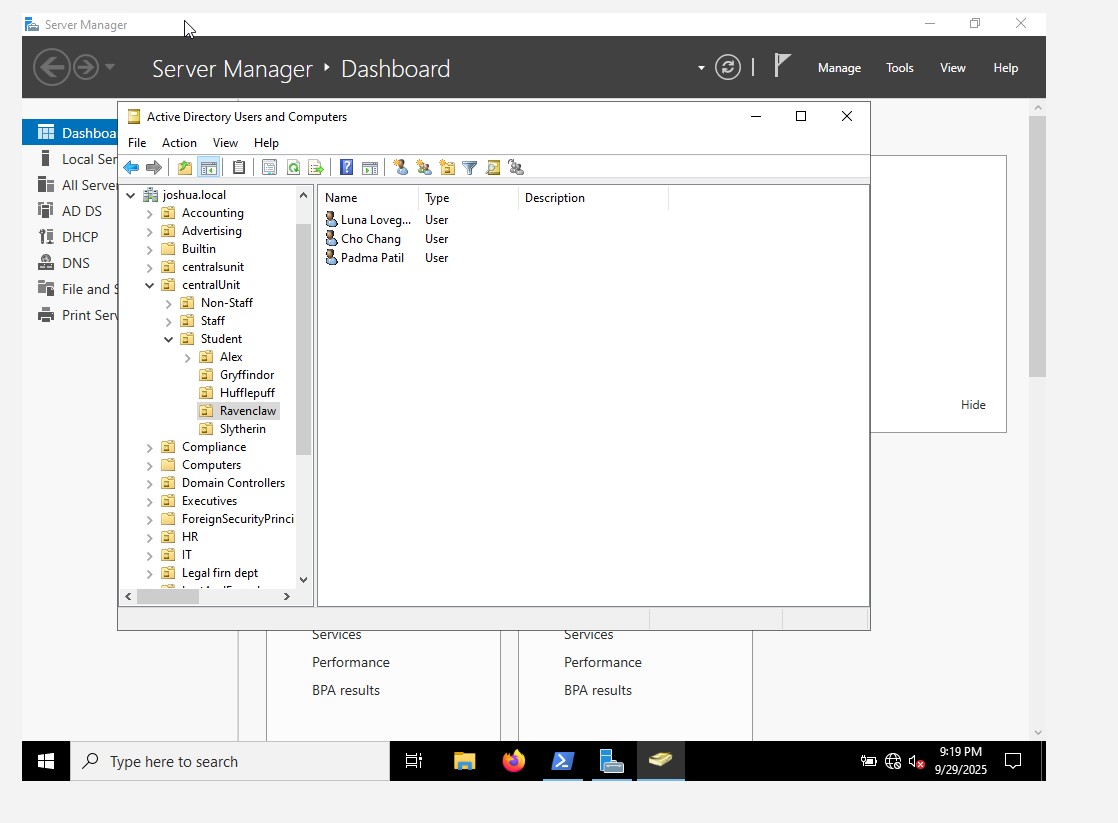 Server Manager
Server Manager ‣ Dashboard
Manage Tools View Help
Dashboa
Local Ser
All Server
AD DS
DHCP
DNS
File and S
Print Serv
Active Directory Users and Computers
File Action View Help
joshua.local
Accounting
Advertising
Builtin
centralsunit
centralUnit
Non-Staff
Staff
Student
Alex
Gryffindor
Hufflepuff
Ravenclaw
Slytherin
Compliance
Computers
Domain Controllers
Executives
ForeignSecurityPrinci
HR
IT
Legal firn dept
Name Type Description
Luna Loveg... User
Cho Chang User
Padma Patil User
Hide
Services
Performance
BPA results
Services
Performance
BPA results
Type here to search
9:19 PM
9/29/2025